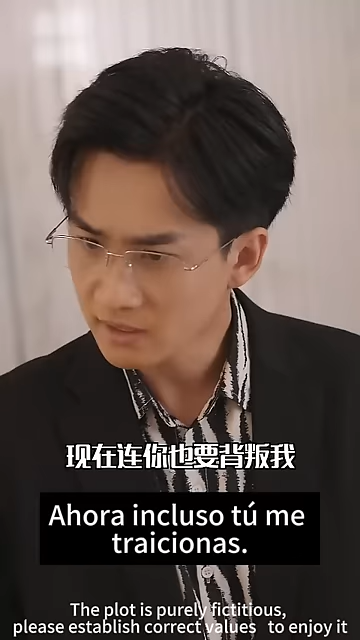 现在连你也要背叛我
Ahora incluso tú me
traicionas.
The plot is purely fictitious,
please establish correct values to enjoy it